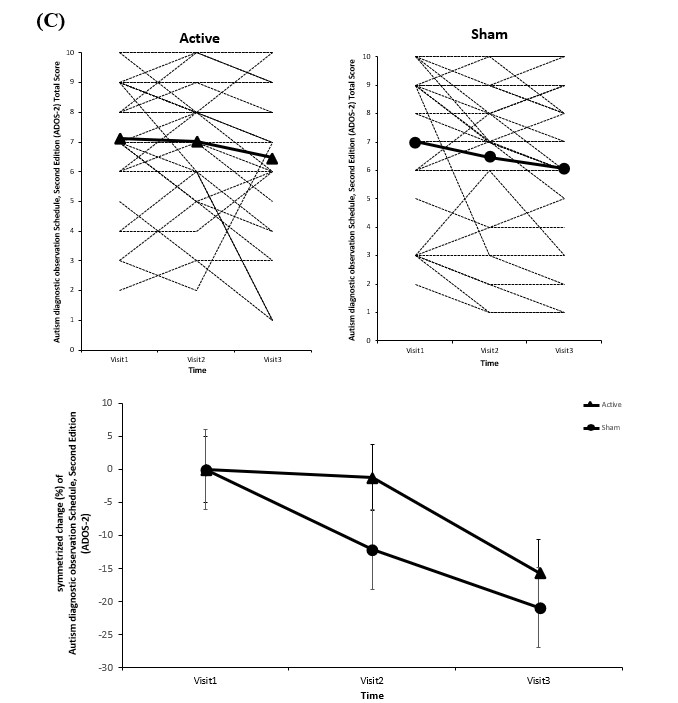 (C)
Active
Autism diagnostic observation Schedule, Second Edition (ADOS-2) Total Score
10
9
8
7
6
5
4
3
2
1
0
Visit1 Visit2 Visit3
Time
Sham
Autism diagnostic observation Schedule, Second Edition (ADOS-2) Total Score
10
9
8
7
6
5
4
3
2
1
0
Visit1 Visit2 Visit3
Time
symmetrized change (%) of
Autism diagnostic observation Schedule, Second Edition
(ADOS-2)
10
5
0
-5
-10
-15
-20
-25
-30
Visit1 Visit2 Visit3
Time
Active
Sham